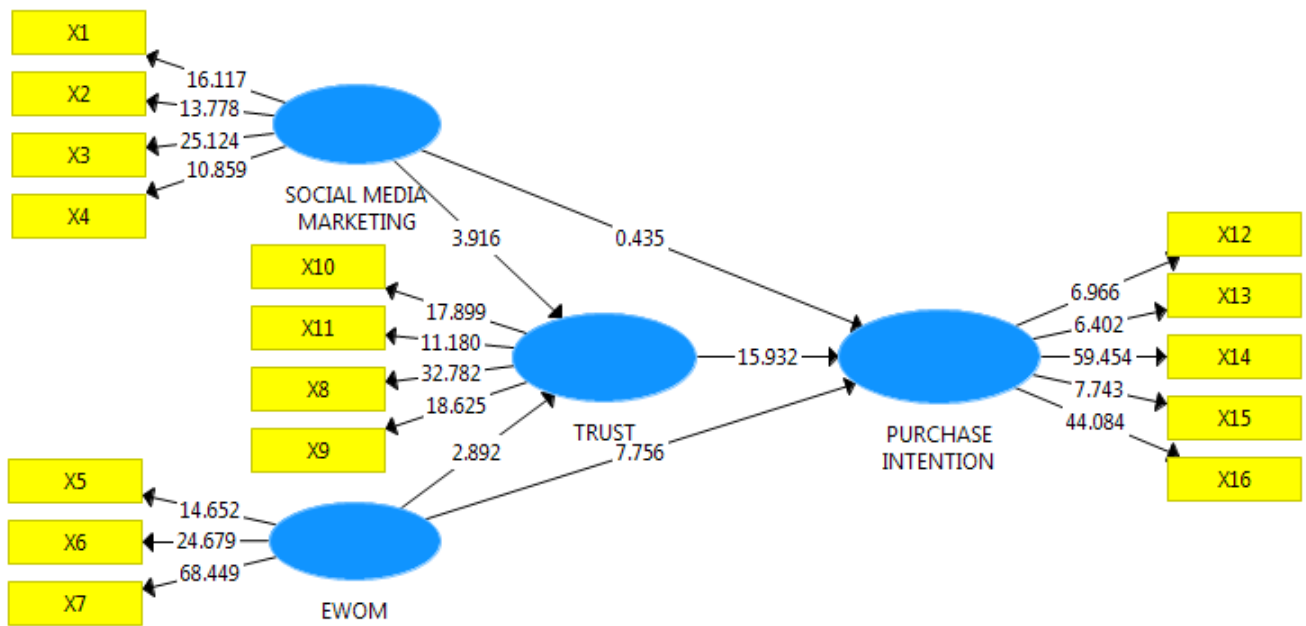 X1
X2
X3
X4
16.117
13.778
25.124
10.859
SOCIAL MEDIA
MARKETING
3.916
0.435
X10
X11
X8
X9
17.899
11.180
32.782
18.625
TRUST
15.932
2.892
7.756
X5
X6
X7
14.652
24.679
68.449
EWOM
PURCHASE
INTENTION
6.966
6.402
59.454
7.743
44.084
X12
X13
X14
X15
X16